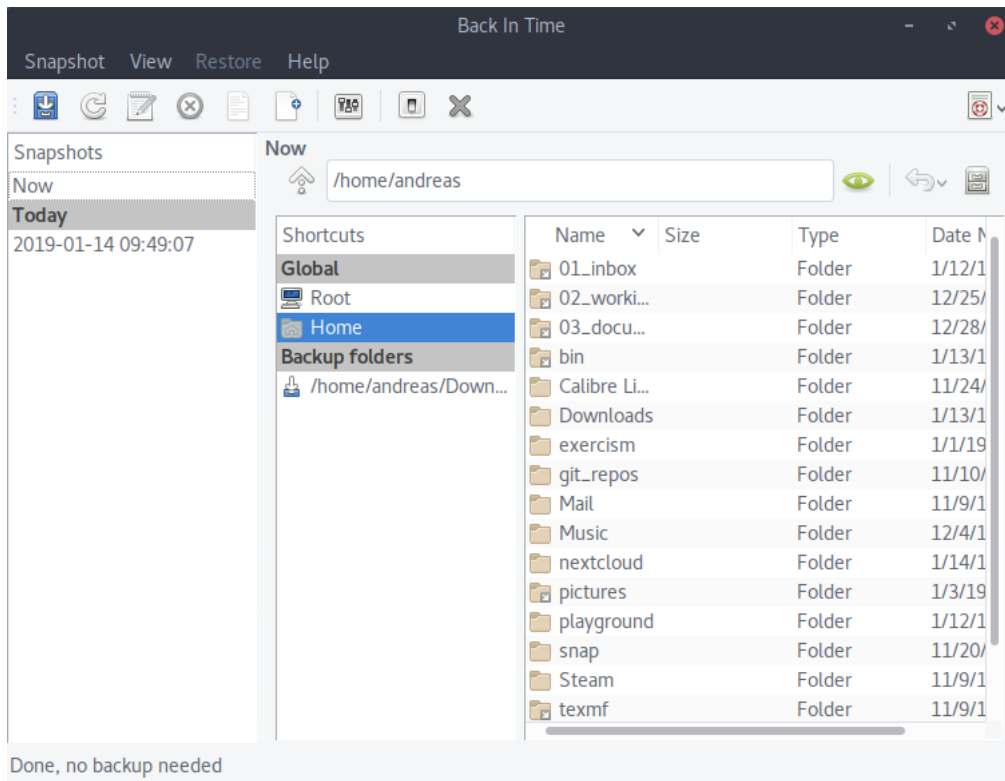 Back In Time
Snapshot View Restore Help
Snapshots
Now
Today
2019-01-14 09:49:07
Now
/home/andreas
Shortcuts
Global
Root
Home
Backup folders
/home/andreas/Down...
Name Size Type Date M
01_inbox Folder 1/12/1
02_worki... Folder 12/25/
03_docu... Folder 12/28/
bin Folder 1/13/1
Calibre Li... Folder 11/24/
Downloads Folder 1/13/1
exercism Folder 1/1/19
git_repos Folder 11/10/
Mail Folder 11/9/1
Music Folder 12/4/1
nextcloud Folder 1/14/1
pictures Folder 1/3/19
playground Folder 1/12/1
snap Folder 11/20/
Steam Folder 11/9/1
texmf Folder 11/9/1
Done, no backup needed